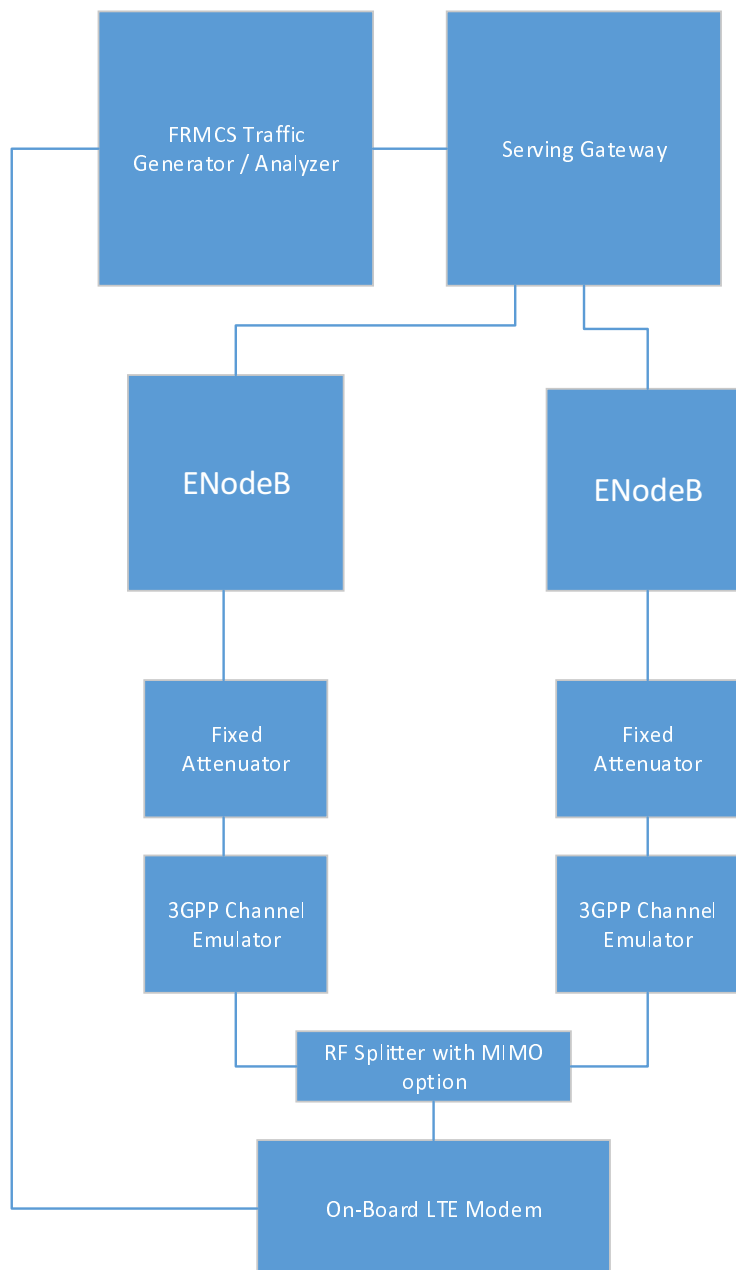 FRMCS Traffic
Generator / Analyzer
Serving Gateway
ENodeB
ENodeB
Fixed
Attenuator
Fixed
Attenuator
3GPP Channel
Emulator
3GPP Channel
Emulator
RF Splitter with MIMO
option
On-Board LTE Modem